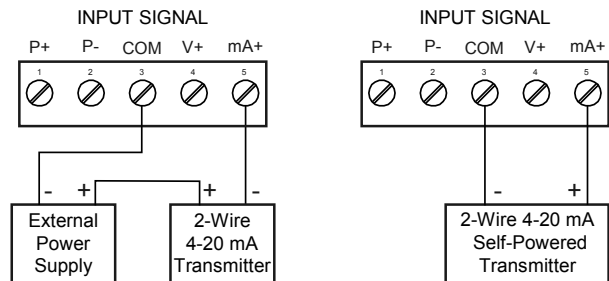 INPUT SIGNAL
P+ P- COM V+ mA+
1 2 3 4 5
- + + -
External
Power
Supply
2-Wire
4-20 mA
Transmitter
INPUT SIGNAL
P+ P- COM V+ mA+
1 2 3 4 5
- +
2-Wire 4-20 mA
Self-Powered
Transmitter